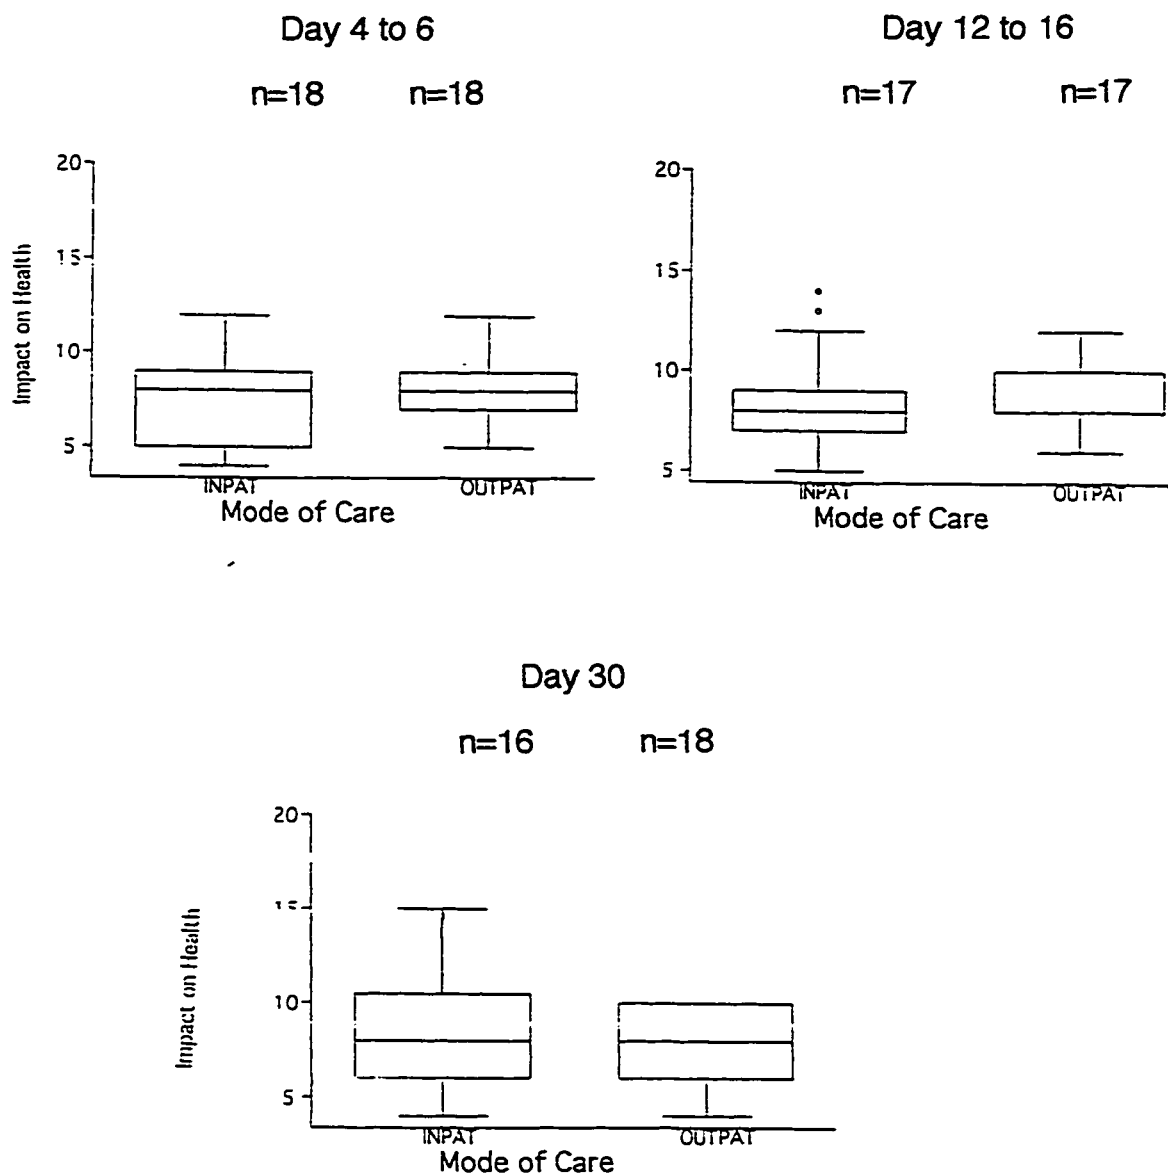 Day 4 to 6
n=18 n=18
20
15
10
5
Impact on Health
INPAT OUTPAT
Mode of Care
Day 12 to 16
n=17 n=17
20
15
10
5
INPAT OUTPAT
Mode of Care
Day 30
n=16 n=18
20
15
10
5
Impact on Health
INPAT OUTPAT
Mode of Care